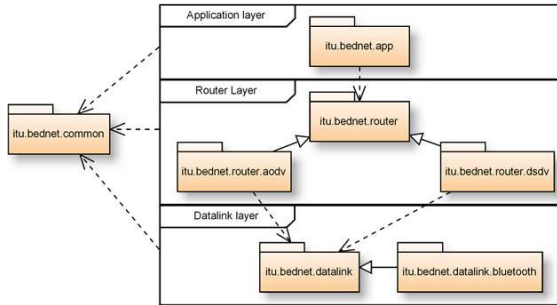 Application layer
itu.bednet.app
Router Layer
itu.bednet.common
itu.bednet.router
itu.bednet.router.aodv
itu.bednet.router.dsdv
Datalink layer
itu.bednet.datalink
itu.bednet.datalink.bluetooth